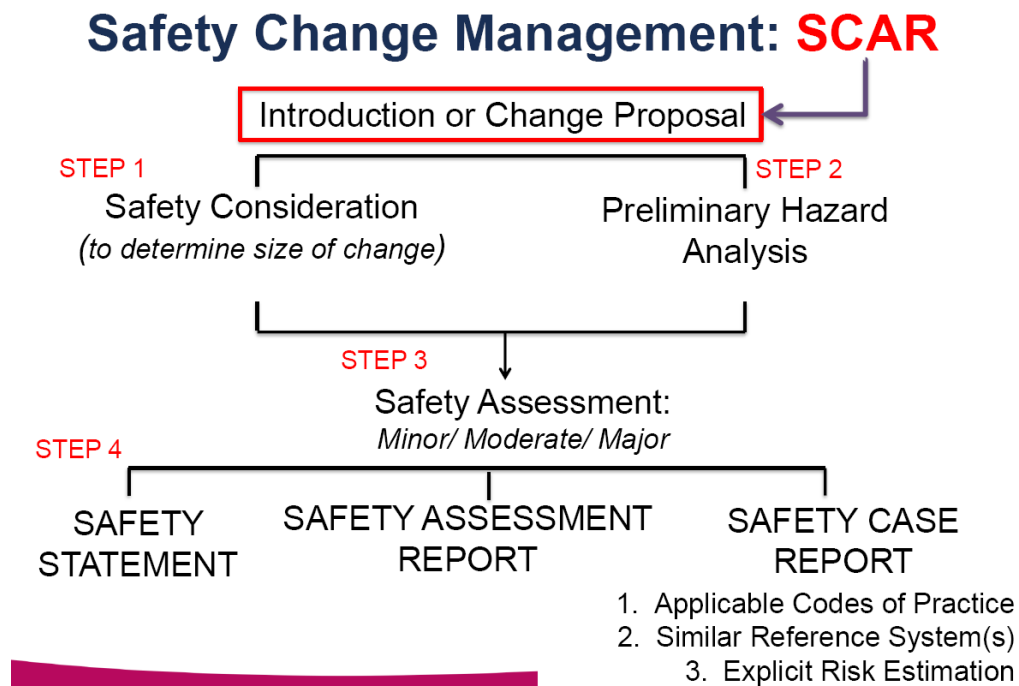 Safety Change Management: SCAR
Introduction or Change Proposal
STEP 1
Safety Consideration
(to determine size of change)
STEP 2
Preliminary Hazard
Analysis
STEP 3
Safety Assessment:
Minor/ Moderate/ Major
STEP 4
SAFETY
STATEMENT
SAFETY ASSESSMENT
REPORT
SAFETY CASE
REPORT
1. Applicable Codes of Practice
2. Similar Reference System(s)
3. Explicit Risk Estimation